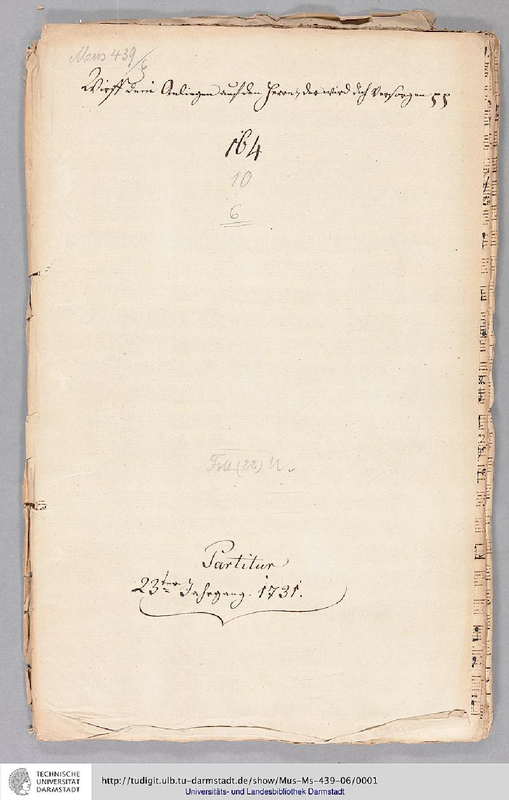 Mus 439/6
Wirff dein Anliegen auf den Herrn, der wird dich versorgen
164
10
6
Partitur
23ter Jahrgang. 1731.
TECHNISCHE
UNIVERSITÄT
DARMSTADT
http://tudigit.ulb.tu-darmstadt.de/show/Mus-Ms-439-06/0001
Universitäts- und Landesbibliothek Darmstadt